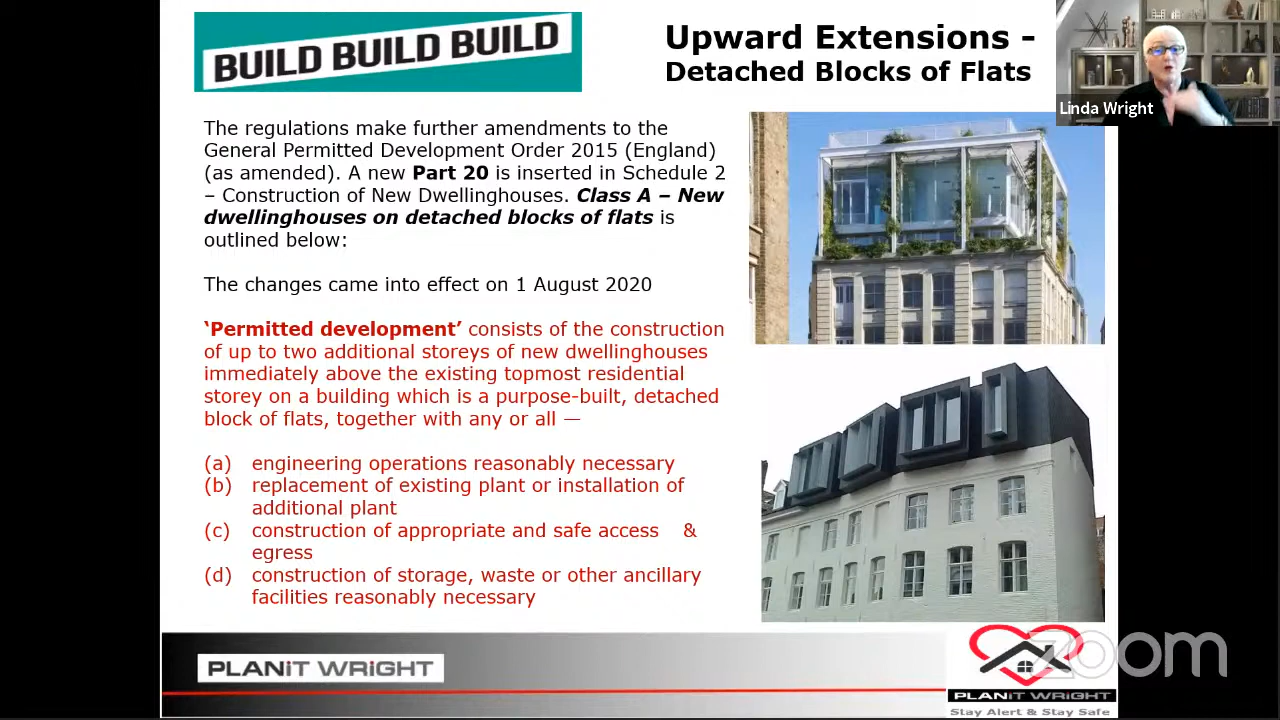 BUILD BUILD BUILD
Upward Extensions -
Detached Blocks of Flats
Linda Wright
The regulations make further amendments to the
General Permitted Development Order 2015 (England)
(as amended). A new Part 20 is inserted in Schedule 2
– Construction of New Dwellinghouses. Class A – New
dwellinghouses on detached blocks of flats is
outlined below:
The changes came into effect on 1 August 2020
‘Permitted development’ consists of the construction
of up to two additional storeys of new dwellinghouses
immediately above the existing topmost residential
storey on a building which is a purpose-built, detached
block of flats, together with any or all —
(a) engineering operations reasonably necessary
(b) replacement of existing plant or installation of
additional plant
(c) construction of appropriate and safe access &
egress
(d) construction of storage, waste or other ancillary
facilities reasonably necessary
PLANiT WRiGHT
zoom
PLANiT WRiGHT
Stay Alert & Stay Safe